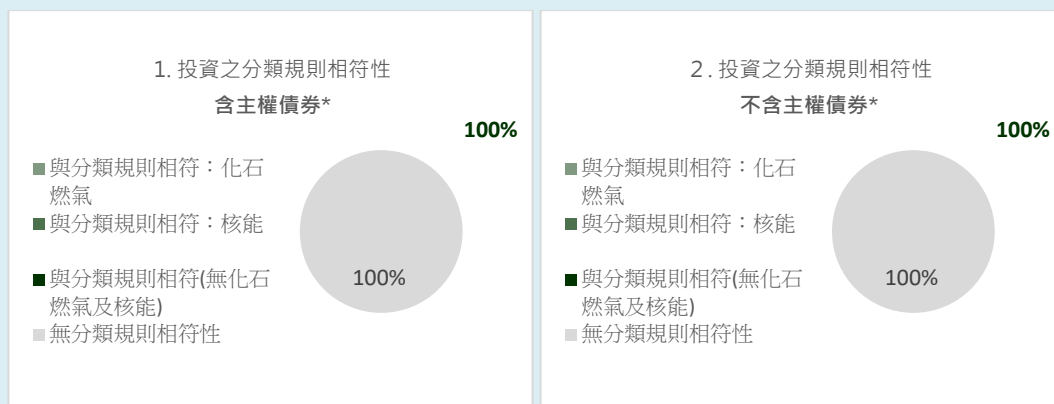 1. 投資之分類規則相符性
含主權債券*
100%
與分類規則相符：化石
燃氣
與分類規則相符：核能
與分類規則相符(無化石
燃氣及核能)
無分類規則相符性
100%
2 . 投資之分類規則相符性
不含主權債券*
100%
與分類規則相符：化石
燃氣
與分類規則相符：核能
與分類規則相符(無化石
燃氣及核能)
無分類規則相符性
100%